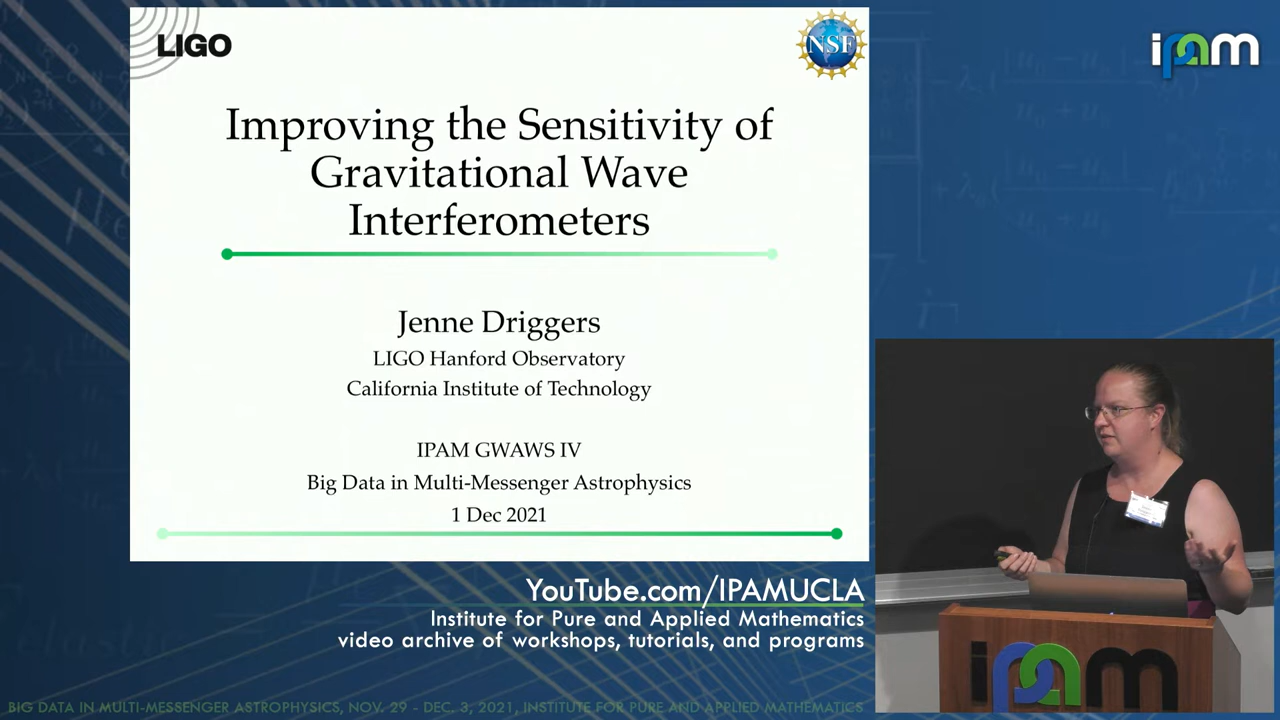 LIGO
NSF
ipam
Improving the Sensitivity of
Gravitational Wave
Interferometers
Jenne Driggers
LIGO Hanford Observatory
California Institute of Technology
IPAM GWAWS IV
Big Data in Multi-Messenger Astrophysics
1 Dec 2021
YouTube.com/IPAMUCLA
Institute for Pure and Applied Mathematics
video archive of workshops, tutorials, and programs
ipam
BIG DATA IN MULTI-MESSENGER ASTROPHYSICS, NOV. 29 - DEC. 3, 2021, INSTITUTE FOR PURE AND APPLIED MATHEMATICS